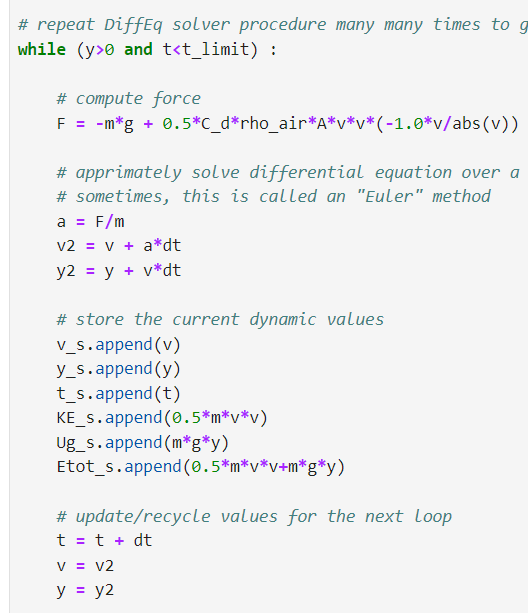 # repeat DiffEq solver procedure many many times to g
while (y>0 and t<t_limit) :
# compute force
F = -m*g + 0.5*C_d*rho_air*A*v*v*(-1.0*v/abs(v))
# apprimately solve differential equation over a
# sometimes, this is called an "Euler" method
a = F/m
v2 = v + a*dt
y2 = y + v*dt
# store the current dynamic values
v_s.append(v)
y_s.append(y)
t_s.append(t)
KE_s.append(0.5*m*v*v)
Ug_s.append(m*g*y)
Etot_s.append(0.5*m*v*v+m*g*y)
# update/recycle values for the next loop
t = t + dt
v = v2
y = y2